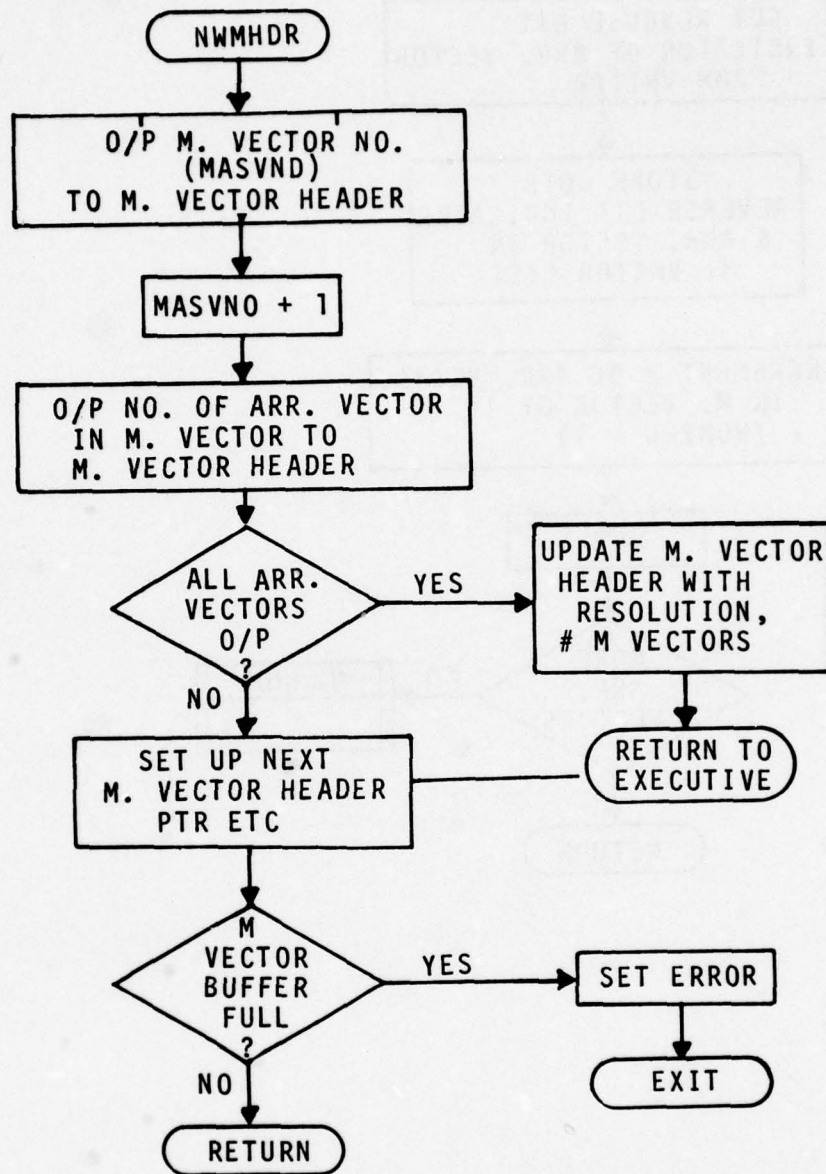 NWMHDR
O/P M. VECTOR NO.
(MASVND)
TO M. VECTOR HEADER
MASVNO + 1
O/P NO. OF ARR. VECTOR
IN M. VECTOR TO
M. VECTOR HEADER
ALL ARR.
VECTORS
O/P
?
YES
UPDATE M. VECTOR
HEADER WITH
RESOLUTION,
# M VECTORS
NO
RETURN TO
EXECUTIVE
SET UP NEXT
M. VECTOR HEADER
PTR ETC
M
VECTOR
BUFFER
FULL
?
YES
SET ERROR
NO
EXIT
RETURN